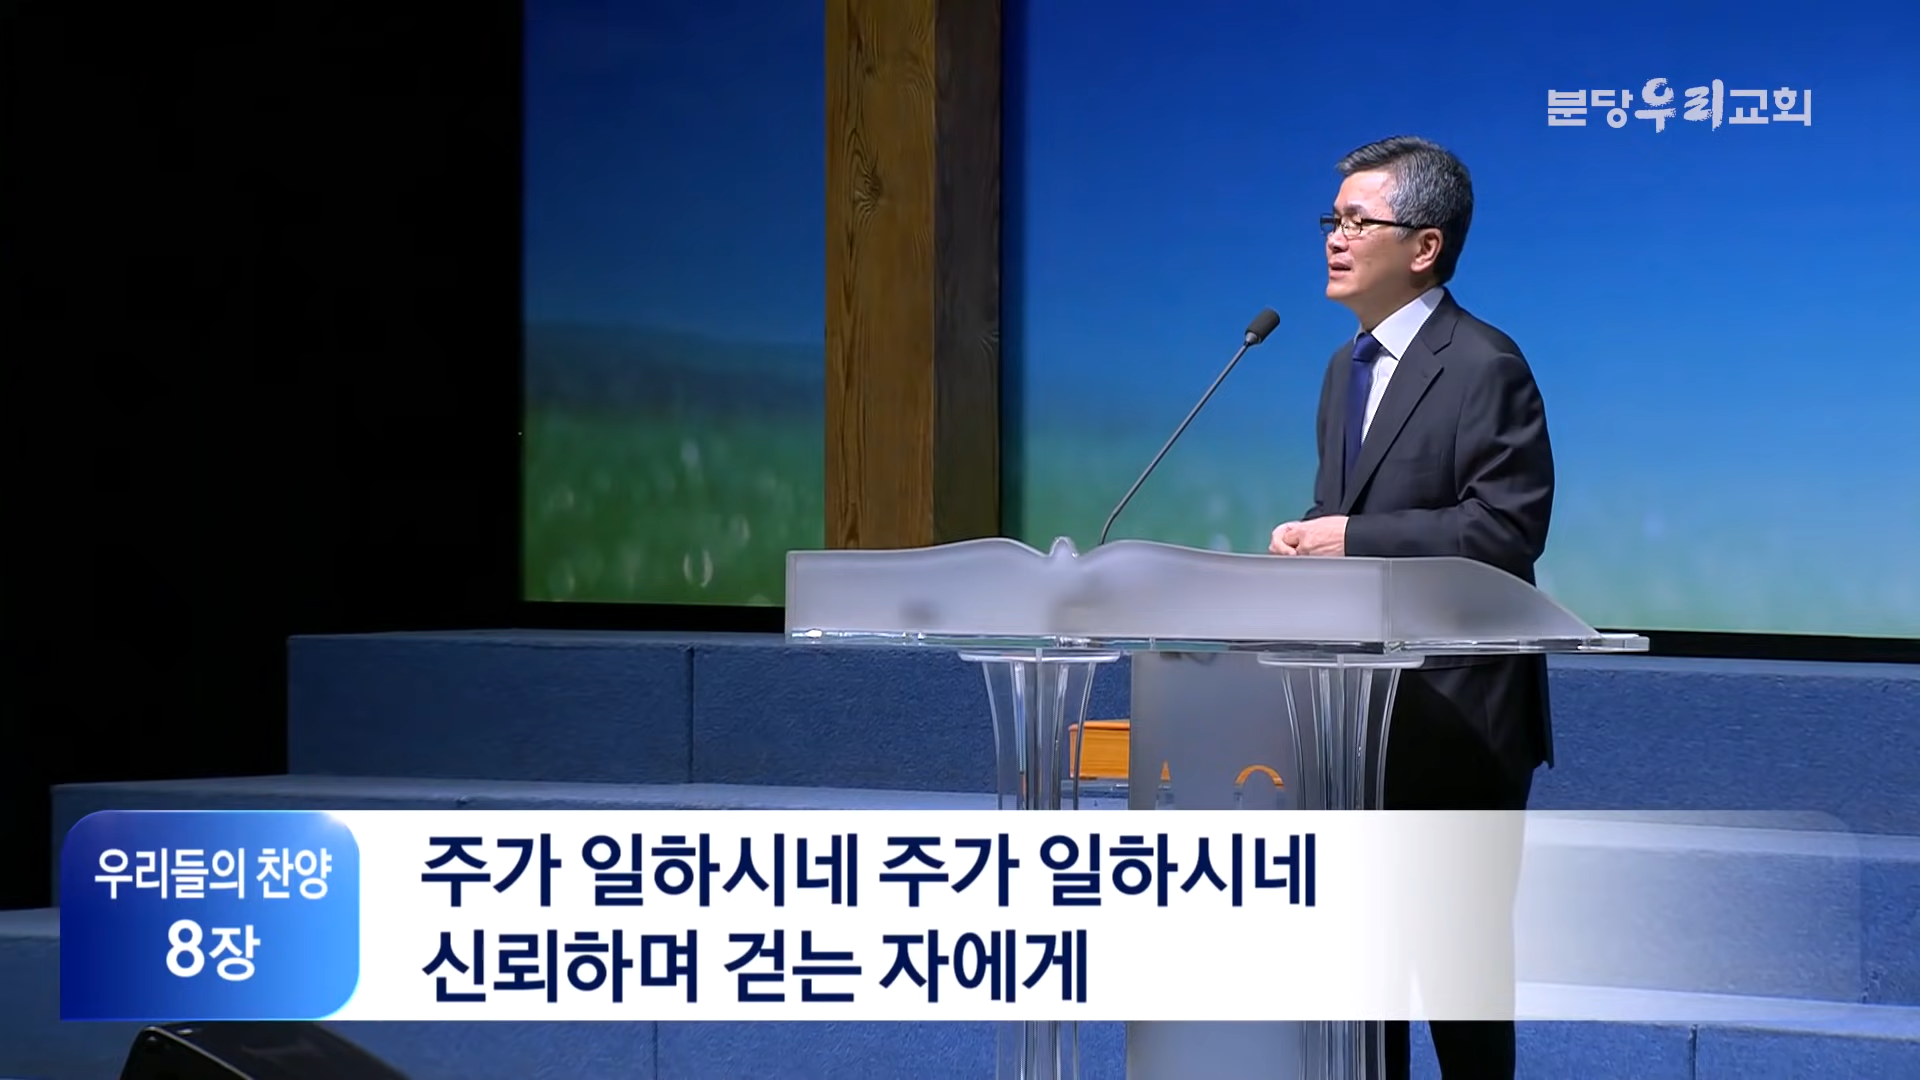 분당우리교회
우리들의 찬양
8장
주가 일하시네 주가 일하시네
신뢰하며 걷는 자에게